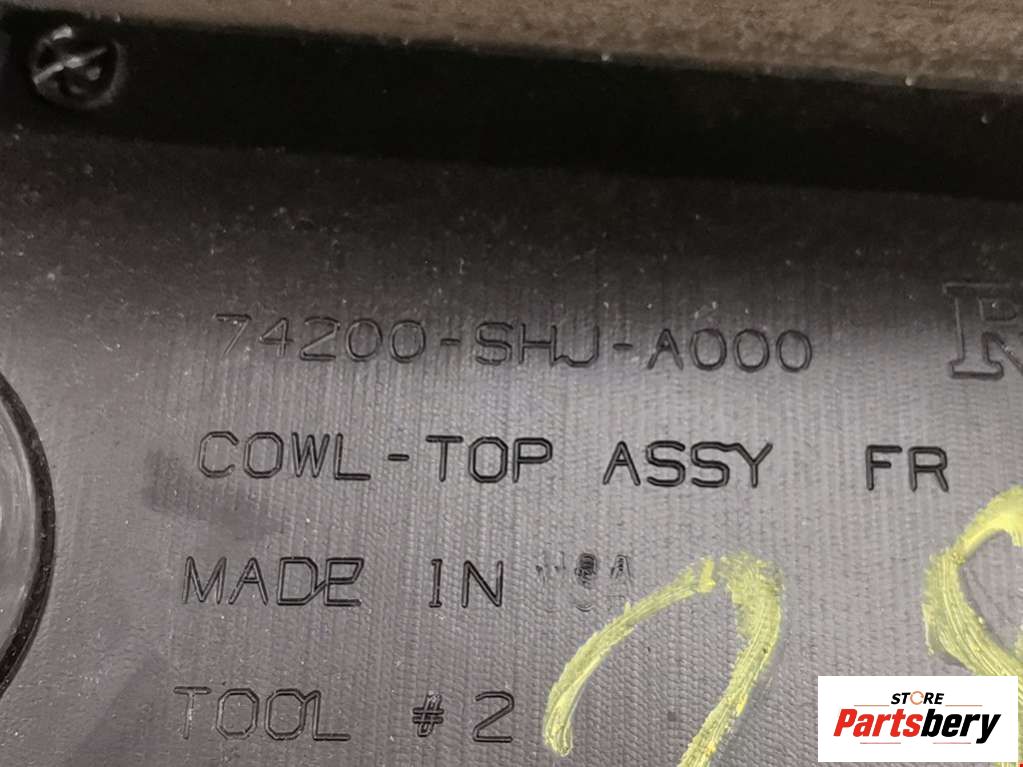 74200-SHJ-A000
R
COWL-TOP ASSY FR
MADE IN
TOOL #2
STORE
Partsbery